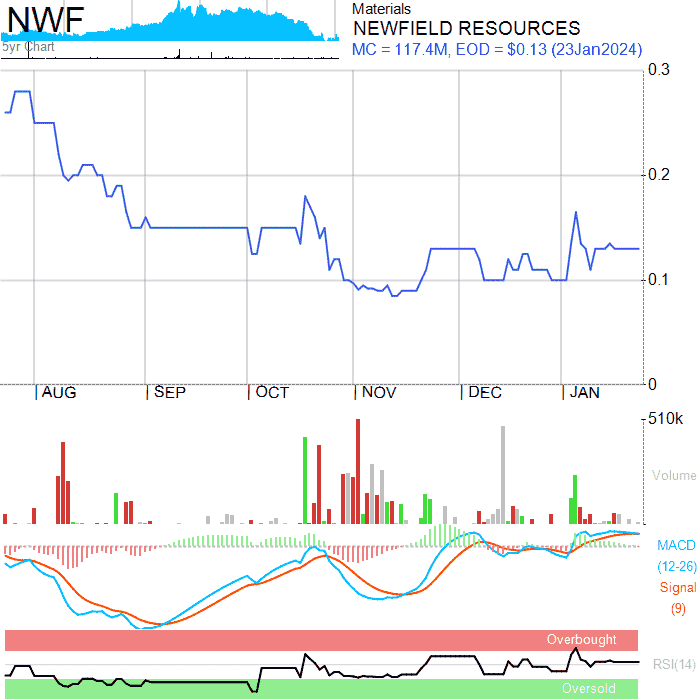 NWF
5yr Chart
Materials
NEWFIELD RESOURCES
MC = 117.4M, EOD = $0.13 (23Jan2024)
0.3
0.2
0.1
0
AUG
SEP
OCT
NOV
DEC
JAN
510k
Volume
MACD
(12-26)
Signal
(9)
Overbought
RSI(14)
Oversold